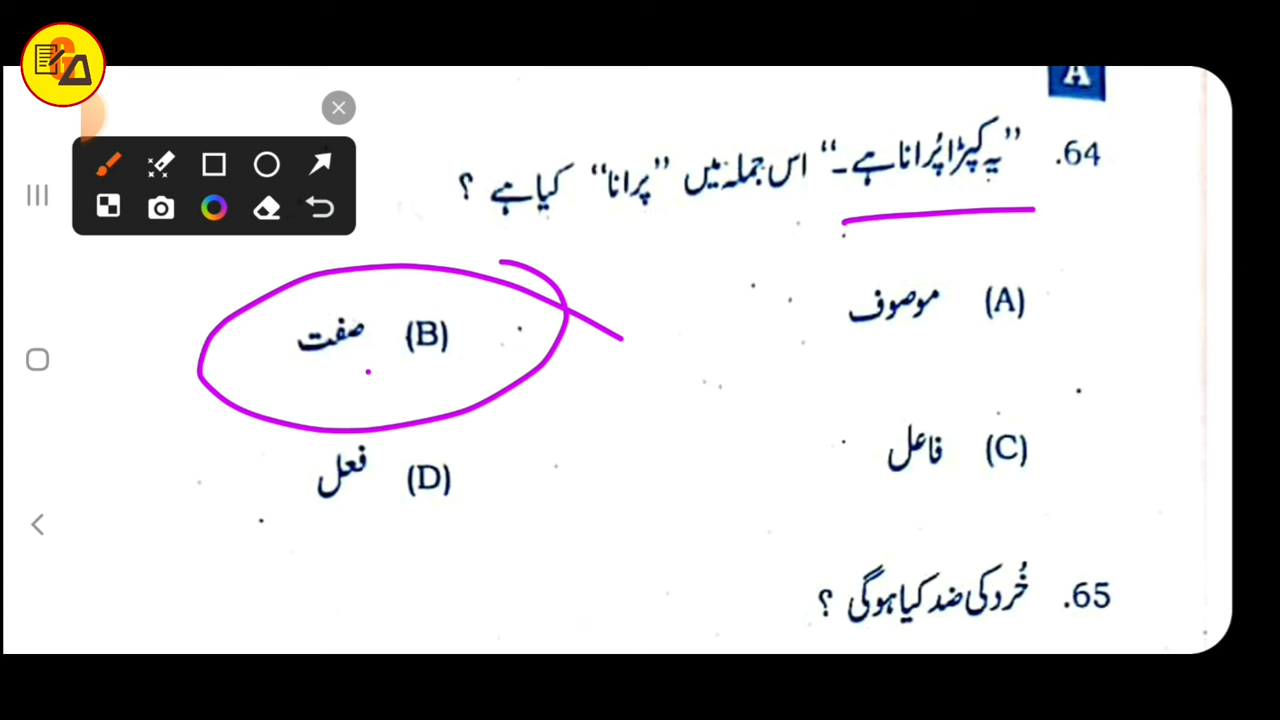 A
64. ”یہ کپڑا پُرانا ہے۔“ اس جملہ میں ”پرانا“ کیا ہے ؟
(A) موصوف
(B) صفت
(C) فاعل
(D) فعل
65. خُرد کی ضد کیا ہوگی ؟